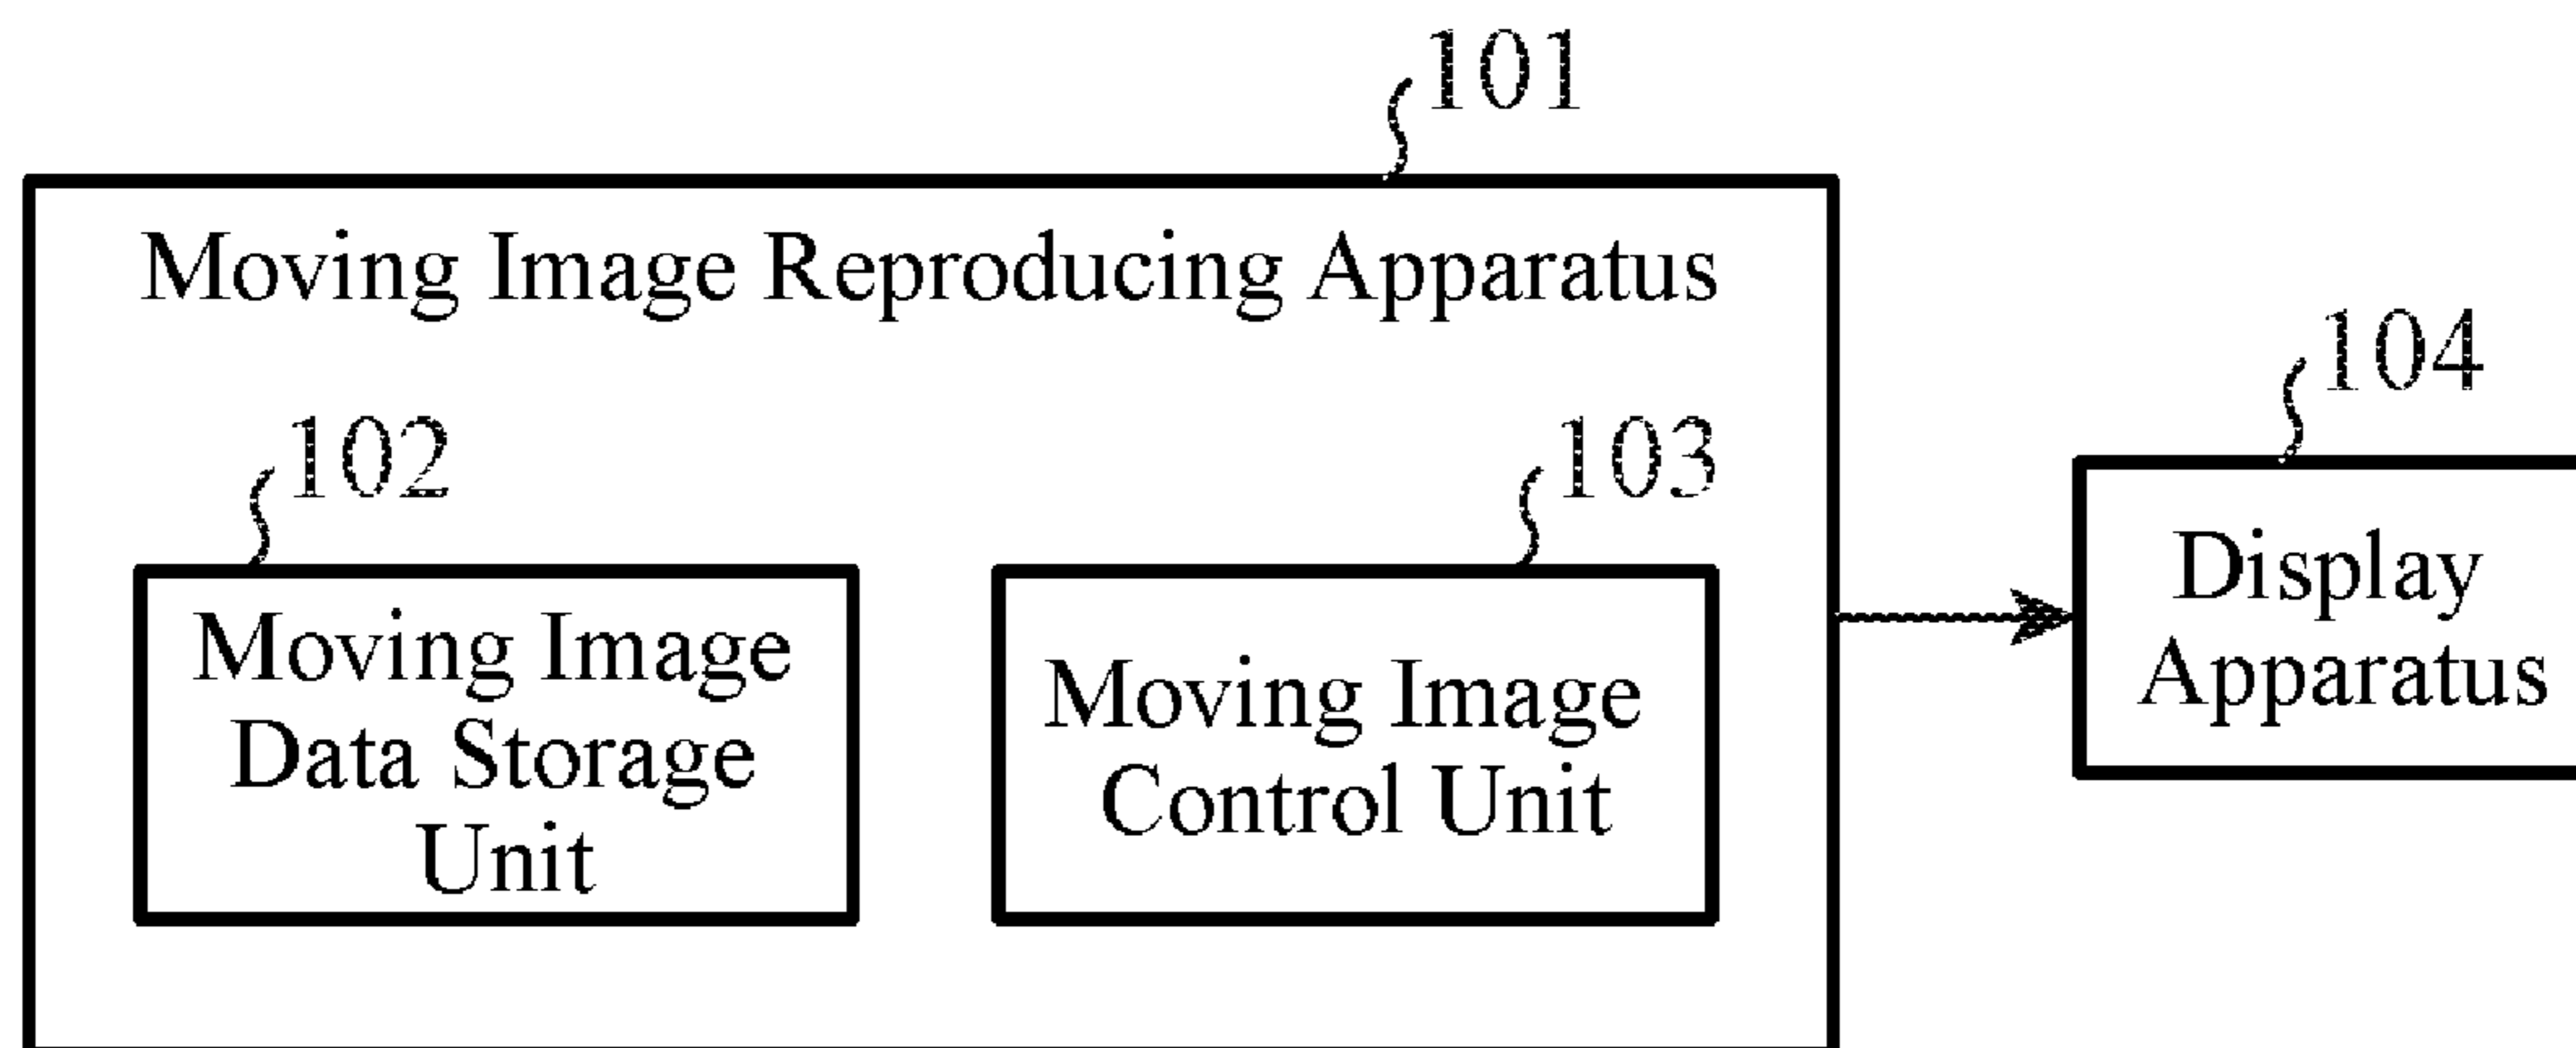 101
Moving Image Reproducing Apparatus
102
103
Moving Image
Data Storage
Unit
Moving Image
Control Unit
104
Display
Apparatus